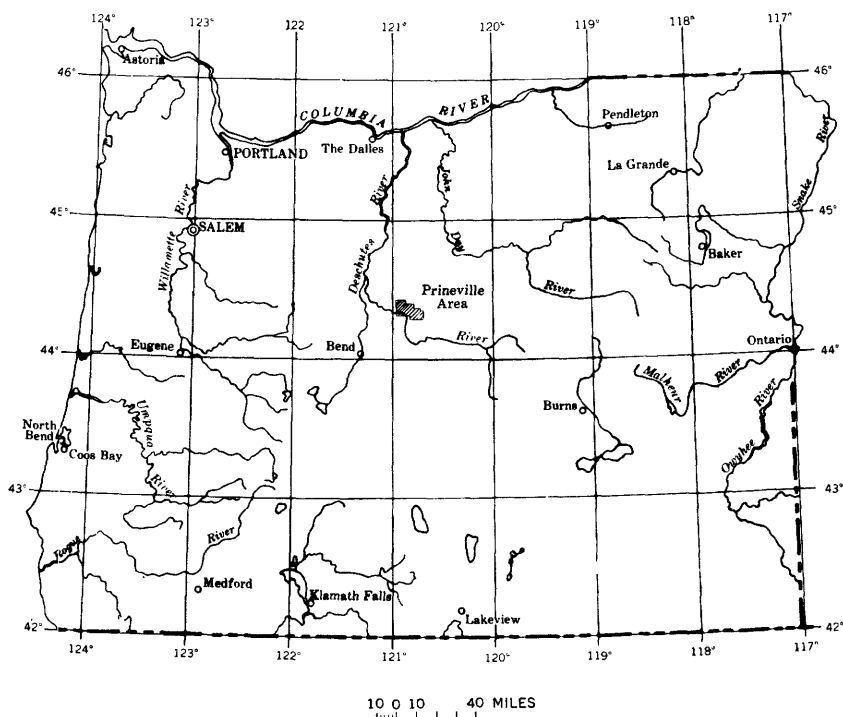 124° 123° 122 121° 120° 119° 118° 117°
46°
Astoria
COLUMBIA RIVER
PORTLAND
The Dalles
Pendleton
La Grande
Snake River
46°
45°
Willamette River
SALEM
Deschutes River
John Day River
Baker
45°
Prineville
Area
River
44°
Eugene
Bend
Ontario
44°
Malheur River
Burns
Owyhee River
North
Bend
Coos Bay
Umpqua River
43°
43°
Rogue River
Medford
Klamath Falls
Lakeview
42°
42°
124° 123° 122° 121° 120° 119° 118° 117°
10 0 10 40 MILES